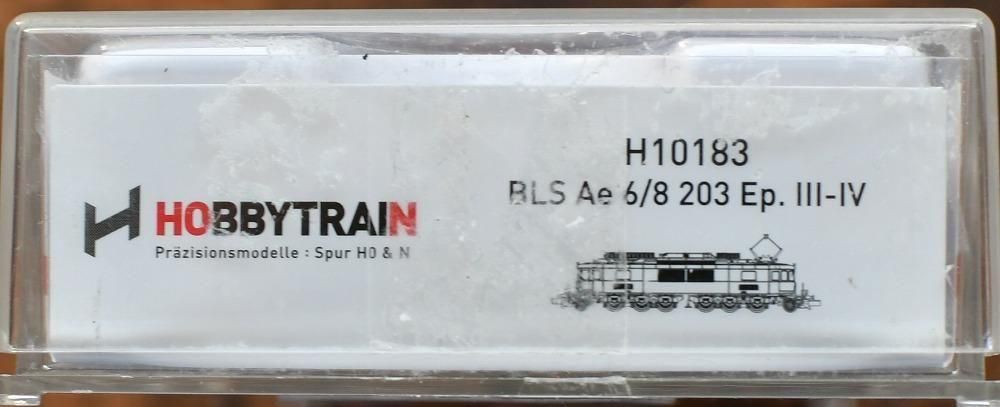 HOBBYTRAIN
Präzisionsmodelle : Spur H0 & N
H10183
BLS Ae 6/8 203 Ep. III-IV